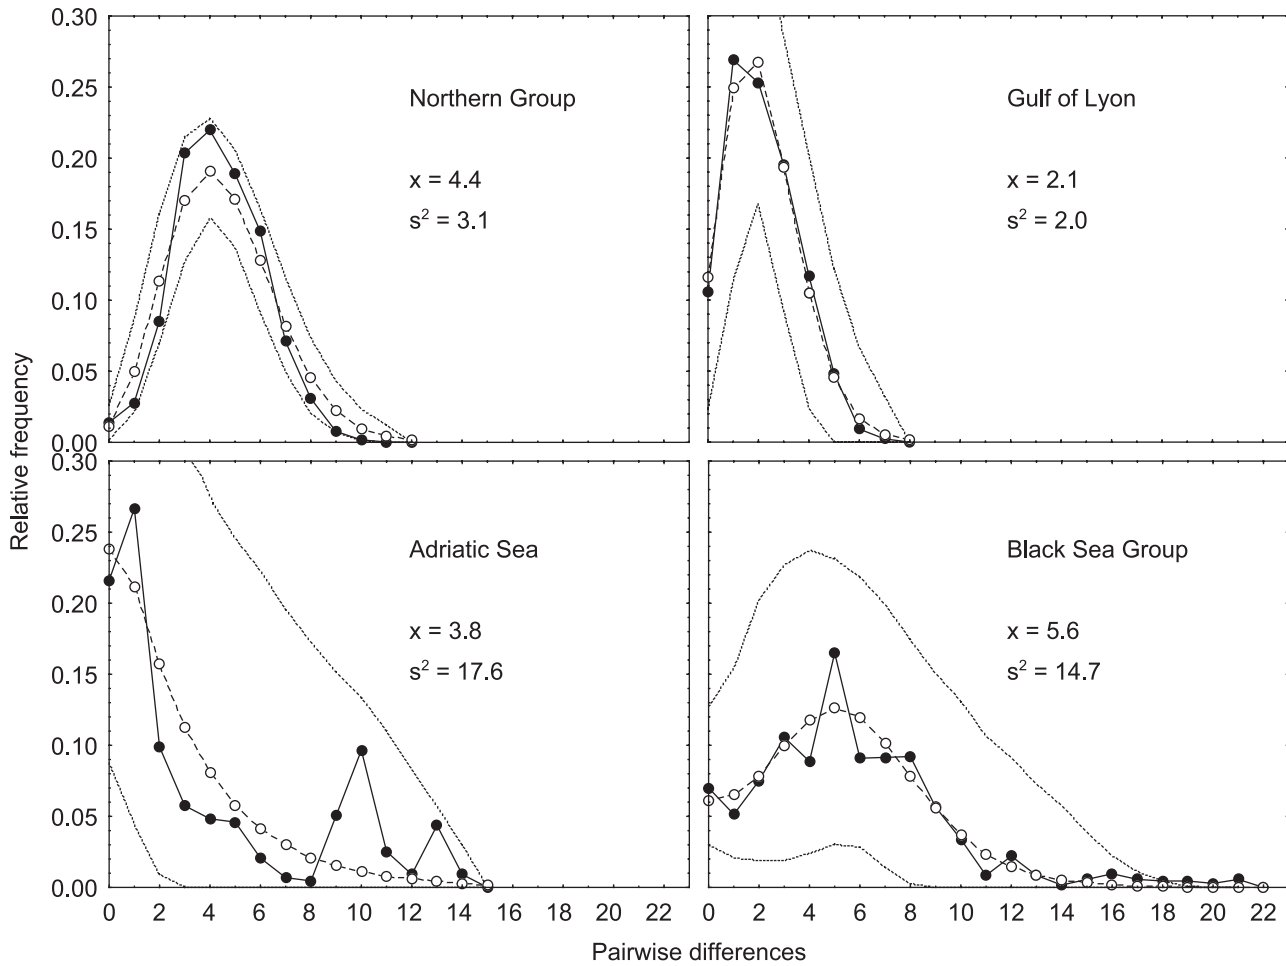 0.30
0.25
0.20
0.15
0.10
0.05
0.00
Northern Group
x = 4.4
s² = 3.1
Gulf of Lyon
x = 2.1
s² = 2.0
Relative frequency
0.30
0.25
0.20
0.15
0.10
0.05
0.00
Adriatic Sea
x = 3.8
s² = 17.6
Black Sea Group
x = 5.6
s² = 14.7
0 2 4 6 8 10 12 14 16 18 20 22
0 2 4 6 8 10 12 14 16 18 20 22
Pairwise differences